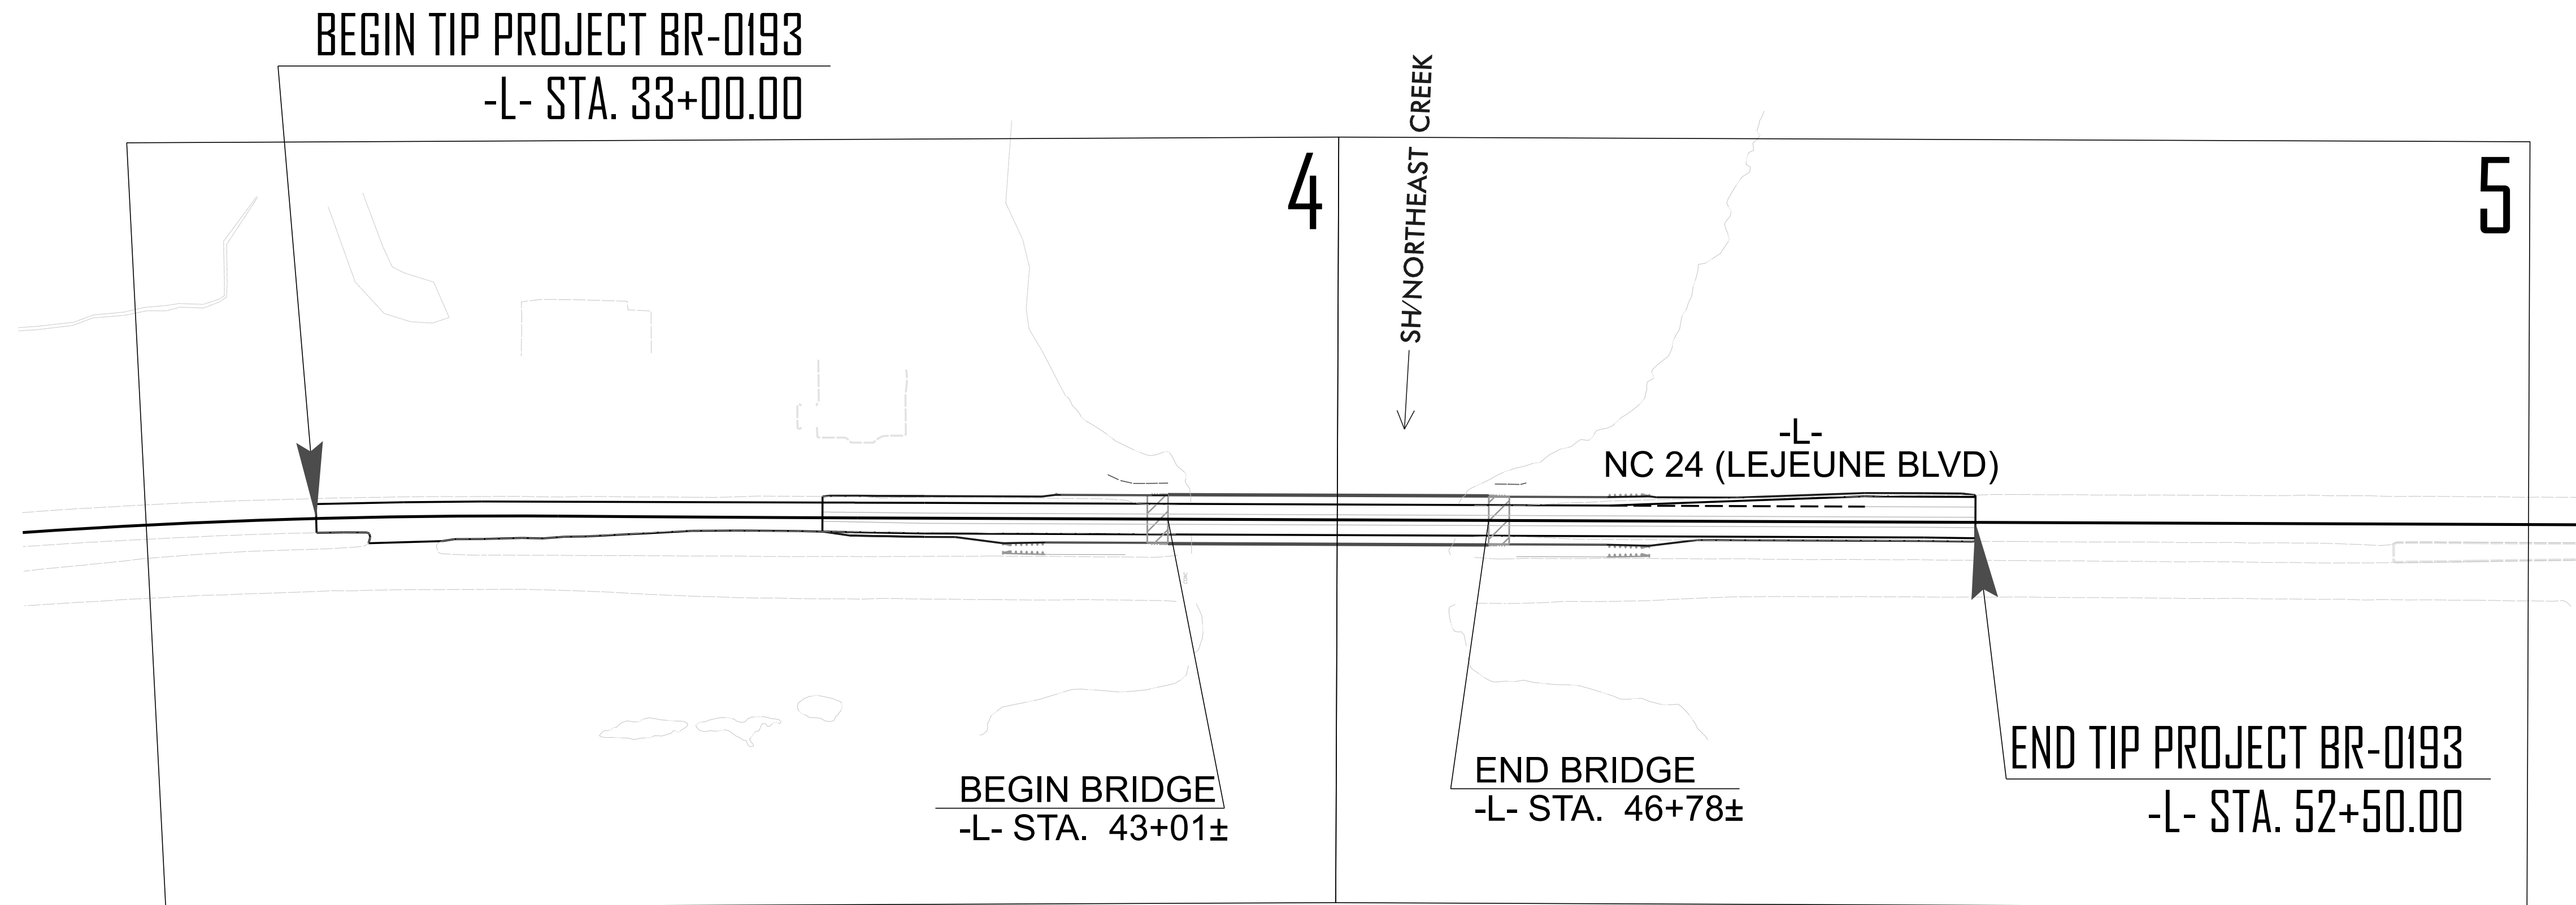 BEGIN TIP PROJECT BR-0193
-L- STA. 33+00.00
SH/NORTHEAST CREEK
4
5
-L-
NC 24 (LEJEUNE BLVD)
BEGIN BRIDGE
-L- STA. 43+01±
END BRIDGE
-L- STA. 46+78±
END TIP PROJECT BR-0193
-L- STA. 52+50.00